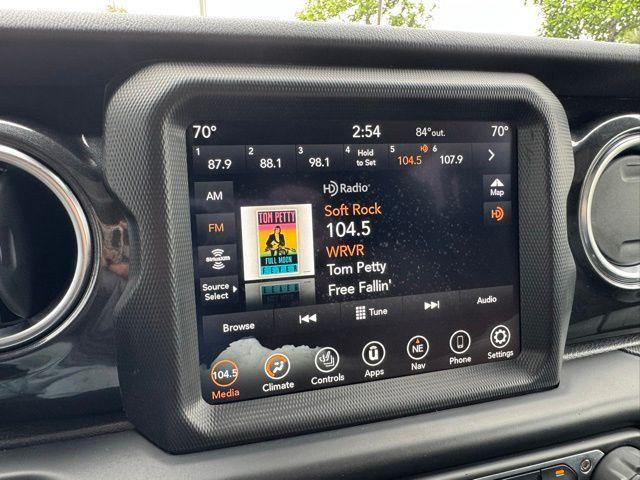 70° 2:54 84°out. 70°
1 87.9 2 88.1 3 98.1 4 Hold to Set 5 HD 104.5 6 107.9
AM
HD Radio
Map
Soft Rock
FM
TOM PETTY
104.5
HD
WRVR
SiriusXM
FULL MOON
FEVER
Tom Petty
Source
Select
Free Fallin'
Browse
Tune
Audio
104.5
NE
Media
Climate
Controls
Apps
Nav
Phone
Settings